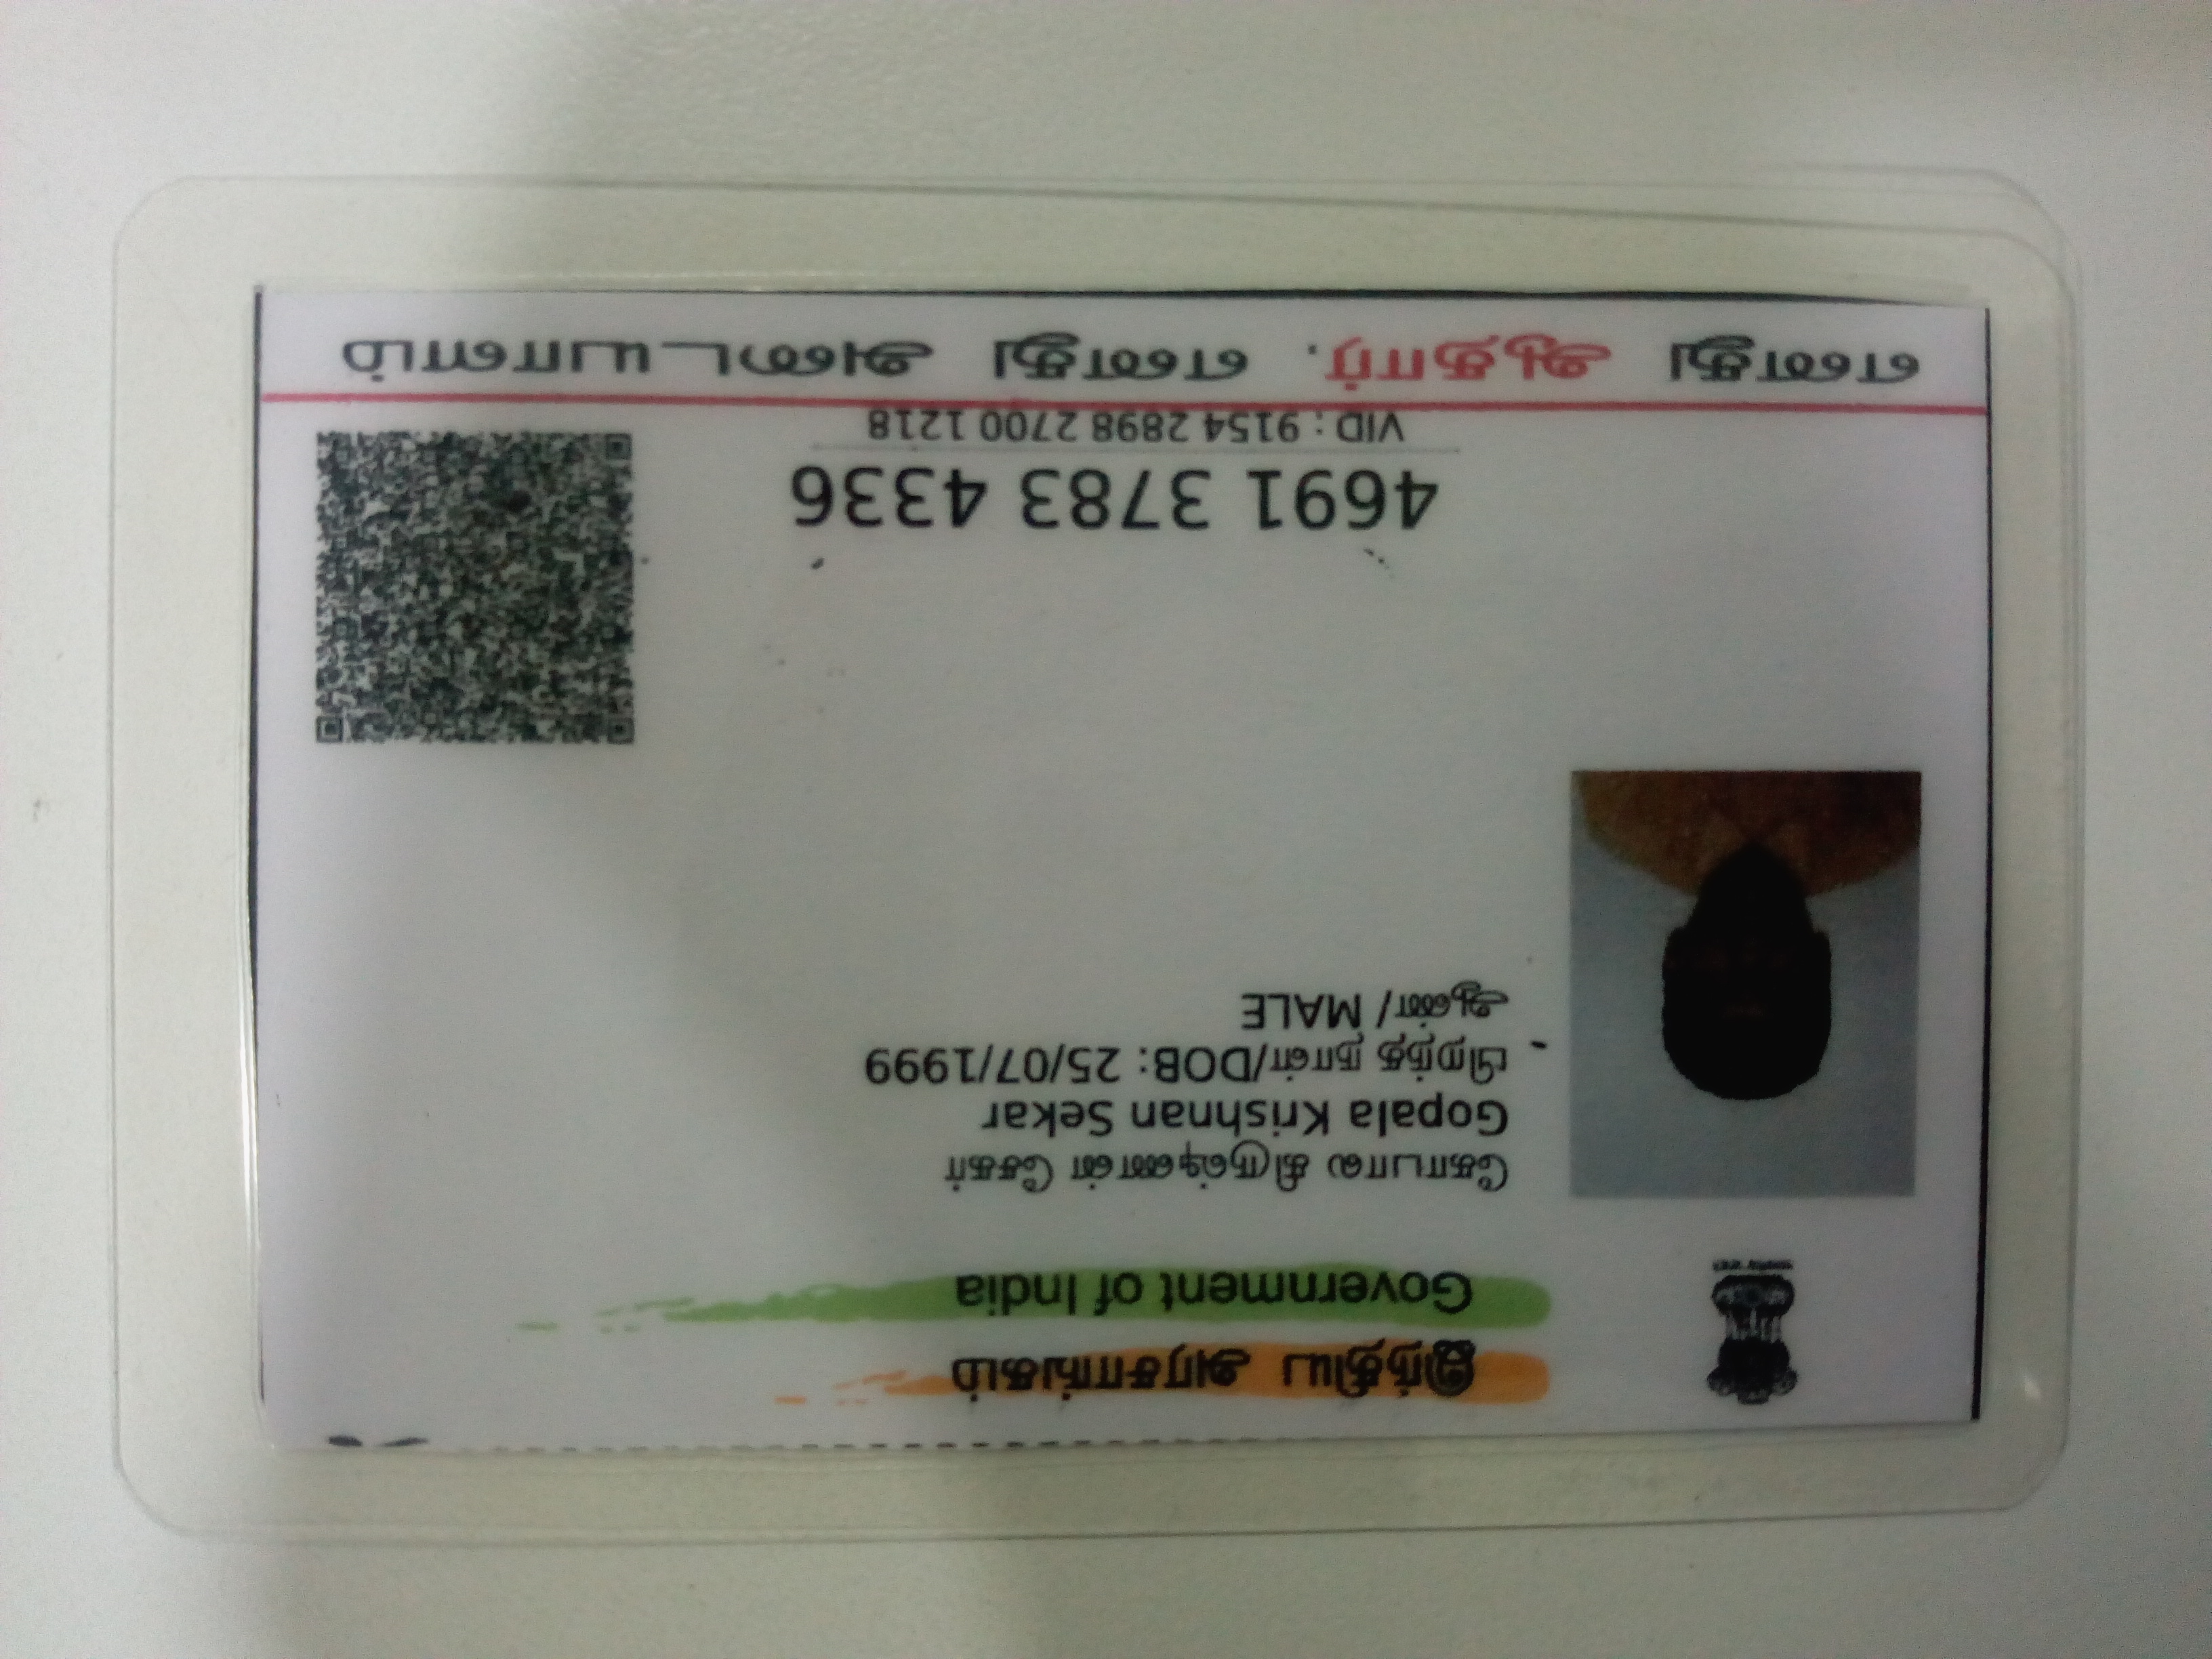 இந்திய அரசாங்கம்
Government of India
கோபால கிருஷ்ணன் சேகர்
Gopala Krishnan Sekar
பிறந்த நாள்/DOB: 25/07/1999
ஆண்/ MALE
4691 3783 4336
VID : 9154 2898 2700 1218
எனது ஆதார். எனது அடையாளம்